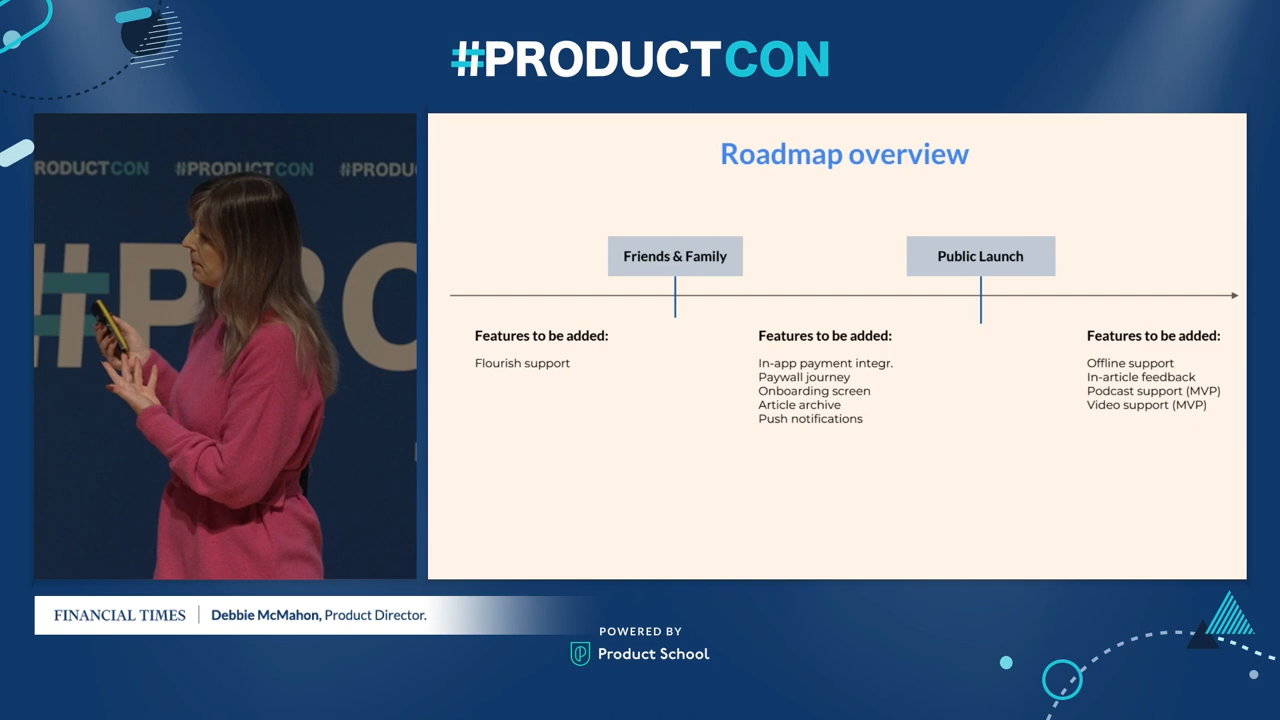 #PRODUCTCON
RODUCTCON #PRODUCTCON #PRODU
#PRO
Roadmap overview
Friends & Family
Public Launch
Features to be added:
Flourish support
Features to be added:
In-app payment integr.
Paywall journey
Onboarding screen
Article archive
Push notifications
Features to be added:
Offline support
In-article feedback
Podcast support (MVP)
Video support (MVP)
FINANCIAL TIMES | Debbie McMahon, Product Director.
POWERED BY
Product School